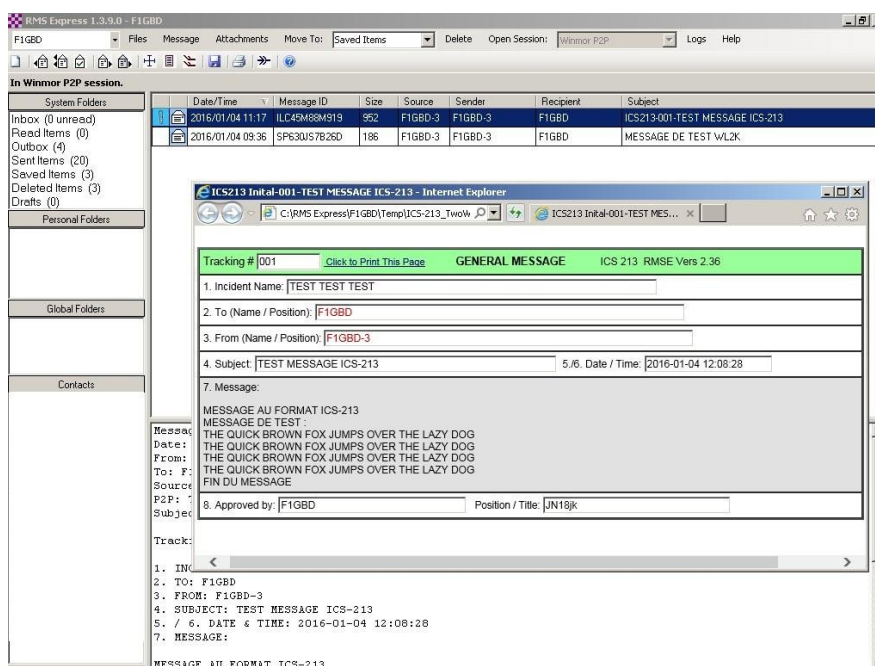 RMS Express 1.3.9.0 - F1GBD
F1GBD Files Message Attachments Move To: Saved Items Delete Open Session: Winmor P2P Logs Help
In Winmor P2P session.
System Folders
Inbox (0 unread)
Read Items (0)
Outbox (4)
Sent Items (20)
Saved Items (3)
Deleted Items (3)
Drafts (0)
Personal Folders
Global Folders
Contacts
Date/Time Message ID Size Source Sender Recipient Subject
2016/01/04 11:17 ILC45M88M919 952 F1GBD-3 F1GBD-3 F1GBD ICS213-001-TEST MESSAGE ICS-213
2016/01/04 09:36 SP630JS7B26D 186 F1GBD-3 F1GBD-3 F1GBD MESSAGE DE TEST WL2K
ICS213 Inital-001-TEST MESSAGE ICS-213 - Internet Explorer
C:\RMS Express\F1GBD\Temp\ICS-213_TwoW ICS213 Inital-001-TEST MES...
Tracking # 001 Click to Print This Page GENERAL MESSAGE ICS 213 RMSE Vers 2.36
1. Incident Name: TEST TEST TEST
2. To (Name / Position): F1GBD
3. From (Name / Position): F1GBD-3
4. Subject: TEST MESSAGE ICS-213 5./6. Date / Time: 2016-01-04 12:08:28
7. Message:
MESSAGE AU FORMAT ICS-213
MESSAGE DE TEST :
THE QUICK BROWN FOX JUMPS OVER THE LAZY DOG
THE QUICK BROWN FOX JUMPS OVER THE LAZY DOG
THE QUICK BROWN FOX JUMPS OVER THE LAZY DOG
THE QUICK BROWN FOX JUMPS OVER THE LAZY DOG
FIN DU MESSAGE
8. Approved by: F1GBD Position / Title: JN18jk
Messag
Date:
From:
To: F
Source
P2P:
Subjec
Track
1. INC
2. TO: F1GBD
3. FROM: F1GBD-3
4. SUBJECT: TEST MESSAGE ICS-213
5. / 6. DATE & TIME: 2016-01-04 12:08:28
7. MESSAGE:
MESSAGE AU FORMAT ICS-213